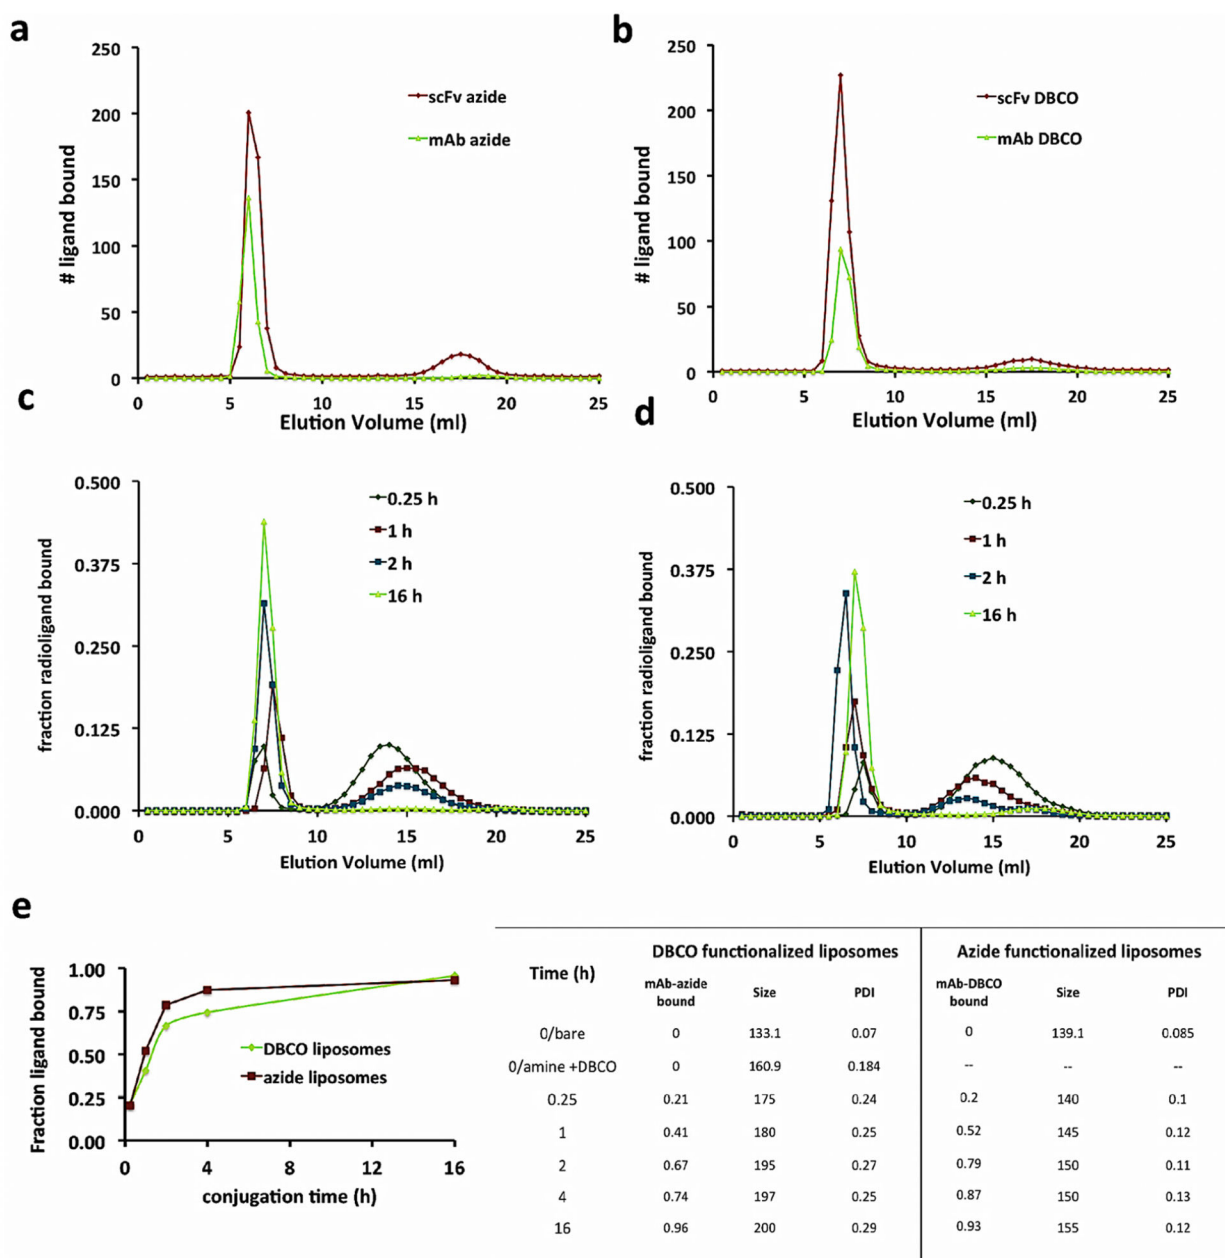 a
250
200
150
100
50
0
# ligand bound
scFv azide
mAb azide
0 5 10 15 20 25
Elution Volume (ml)
b
250
200
150
100
50
0
# ligand bound
scFv DBCO
mAb DBCO
0 5 10 15 20 25
Elution Volume (ml)
c
0.500
0.375
0.250
0.125
0.000
fraction radioligand bound
0.25 h
1 h
2 h
16 h
0 5 10 15 20 25
Elution Volume (ml)
d
0.500
0.375
0.250
0.125
0.000
fraction radioligand bound
0.25 h
1 h
2 h
16 h
0 5 10 15 20 25
Elution Volume (ml)
e
1.00
0.75
0.50
0.25
0.00
Fraction ligand bound
DBCO liposomes
azide liposomes
0 4 8 12 16
conjugation time (h)
DBCO functionalized liposomes Azide functionalized liposomes
Time (h) mAb-azide bound Size PDI mAb-DBCO bound Size PDI
0/bare 0 133.1 0.07 0 139.1 0.085
0/amine +DBCO 0 160.9 0.184 -- -- --
0.25 0.21 175 0.24 0.2 140 0.1
1 0.41 180 0.25 0.52 145 0.12
2 0.67 195 0.27 0.79 150 0.11
4 0.74 197 0.25 0.87 150 0.13
16 0.96 200 0.29 0.93 155 0.12